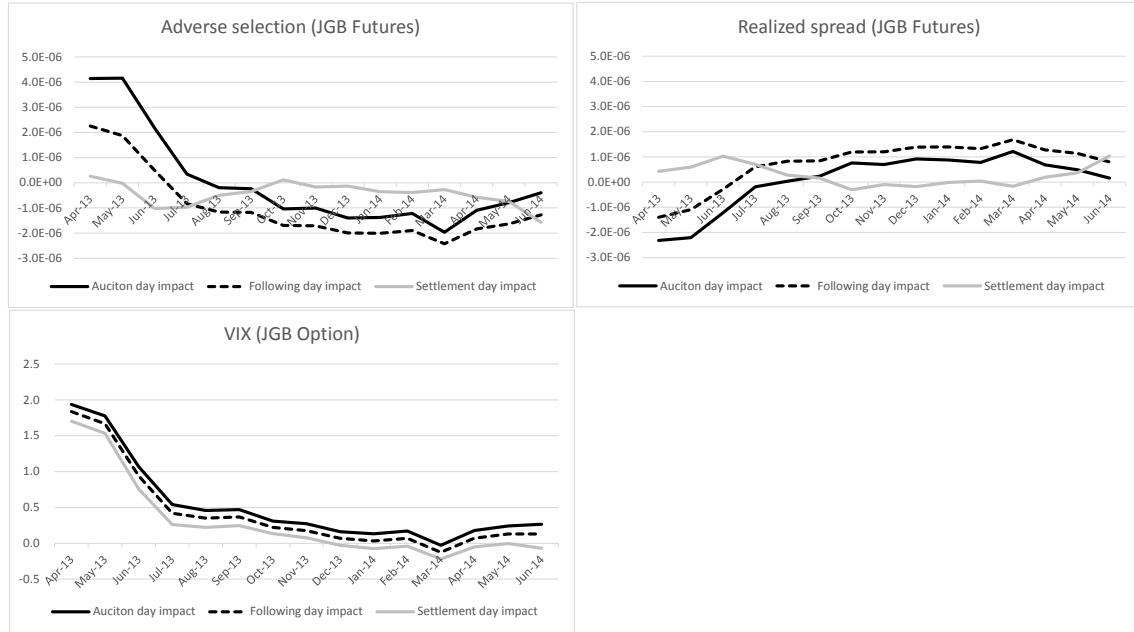 Adverse selection (JGB Futures)
5.0E-06
4.0E-06
3.0E-06
2.0E-06
1.0E-06
0.0E+00
-1.0E-06
-2.0E-06
-3.0E-06
Apr-13 May-13 Jun-13 Jul-13 Aug-13 Sep-13 Oct-13 Nov-13 Dec-13 Jan-14 Feb-14 Mar-14 Apr-14 May-14 Jun-14
Auciton day impact Following day impact Settlement day impact
Realized spread (JGB Futures)
5.0E-06
4.0E-06
3.0E-06
2.0E-06
1.0E-06
0.0E+00
-1.0E-06
-2.0E-06
-3.0E-06
Apr-13 May-13 Jun-13 Jul-13 Aug-13 Sep-13 Oct-13 Nov-13 Dec-13 Jan-14 Feb-14 Mar-14 Apr-14 May-14 Jun-14
Auciton day impact Following day impact Settlement day impact
VIX (JGB Option)
2.5
2.0
1.5
1.0
0.5
0.0
-0.5
Apr-13 May-13 Jun-13 Jul-13 Aug-13 Sep-13 Oct-13 Nov-13 Dec-13 Jan-14 Feb-14 Mar-14 Apr-14 May-14 Jun-14
Auciton day impact Following day impact Settlement day impact